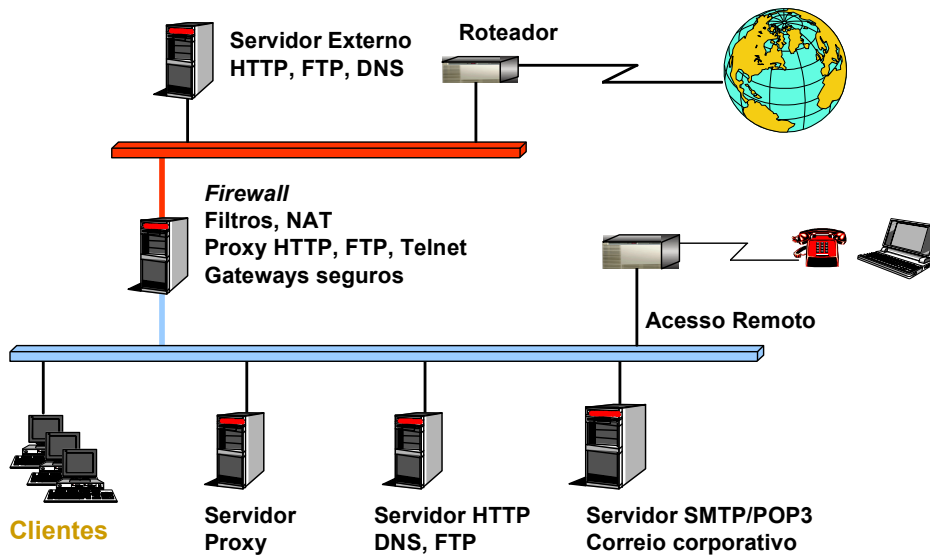 Servidor Externo
HTTP, FTP, DNS
Roteador
Firewall
Filtros, NAT
Proxy HTTP, FTP, Telnet
Gateways seguros
Acesso Remoto
Clientes
Servidor
Proxy
Servidor HTTP
DNS, FTP
Servidor SMTP/POP3
Correio corporativo